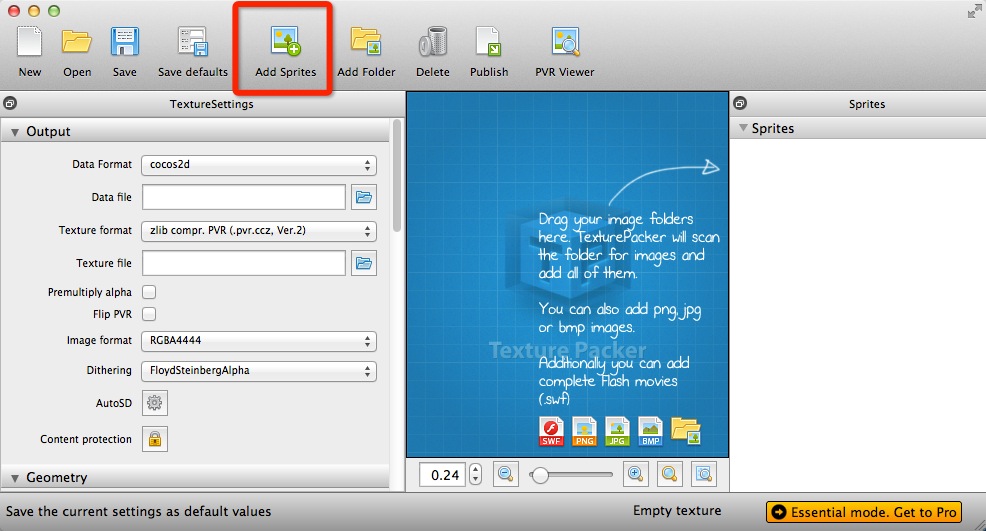 New Open Save Save defaults Add Sprites Add Folder Delete Publish PVR Viewer
TextureSettings
Output
Data Format cocos2d
Data file
Texture format zlib compr. PVR (.pvr.ccz, Ver.2)
Texture file
Premultiply alpha
Flip PVR
Image format RGBA4444
Dithering FloydSteinbergAlpha
AutoSD
Content protection
Geometry
Drag your image folders
here. TexturePacker will scan
the folder for images and
add all of them.
You can also add png,jpg
or bmp images.
Texture Packer
Additionally you can add
complete Flash movies
(.swf)
SWF PNG JPG BMP
0.24
Sprites
Sprites
Save the current settings as default values
Empty texture
Essential mode. Get to Pro